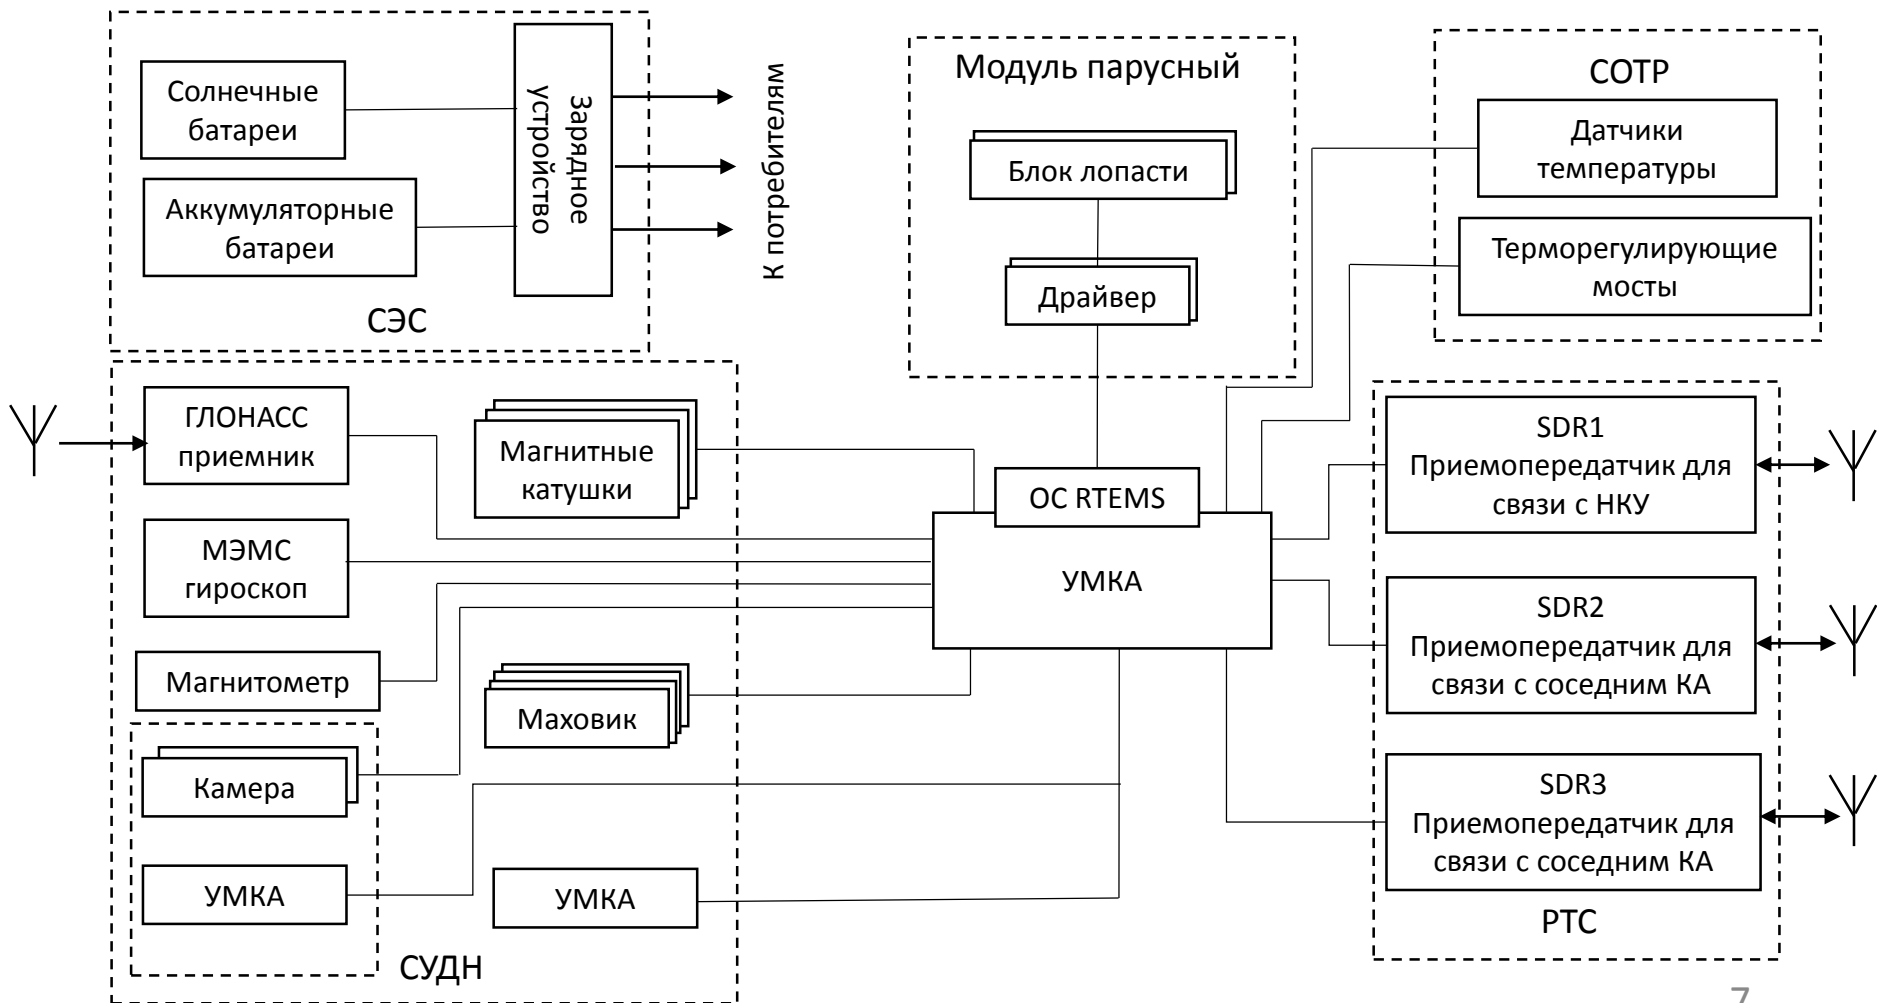 Солнечные
батареи
Аккумуляторные
батареи
Зарядное
устройство
К потребителям
СЭС
Модуль парусный
Блок лопасти
Драйвер
СОТР
Датчики
температуры
Терморегулирующие
мосты
ГЛОНАСС
приемник
Магнитные
катушки
МЭМС
гироскоп
Магнитометр
Маховик
Камера
УМКА
УМКА
СУДН
ОС RTEMS
УМКА
SDR1
Приемопередатчик для
связи с НКУ
SDR2
Приемопередатчик для
связи с соседним КА
SDR3
Приемопередатчик для
связи с соседним КА
РТС
7